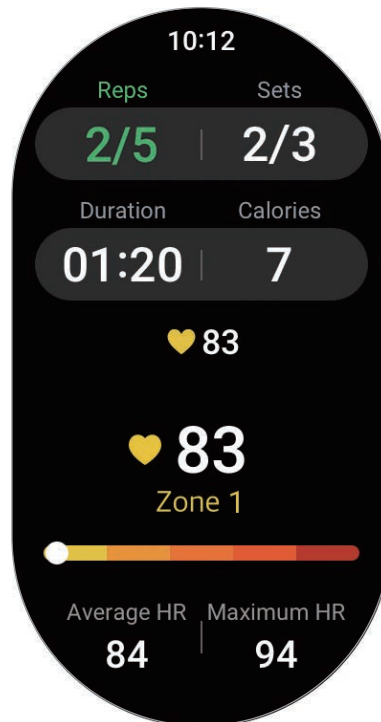 10:12
Reps Sets
2/5 2/3
Duration Calories
01:20 7
83
83
Zone 1
Average HR Maximum HR
84 94